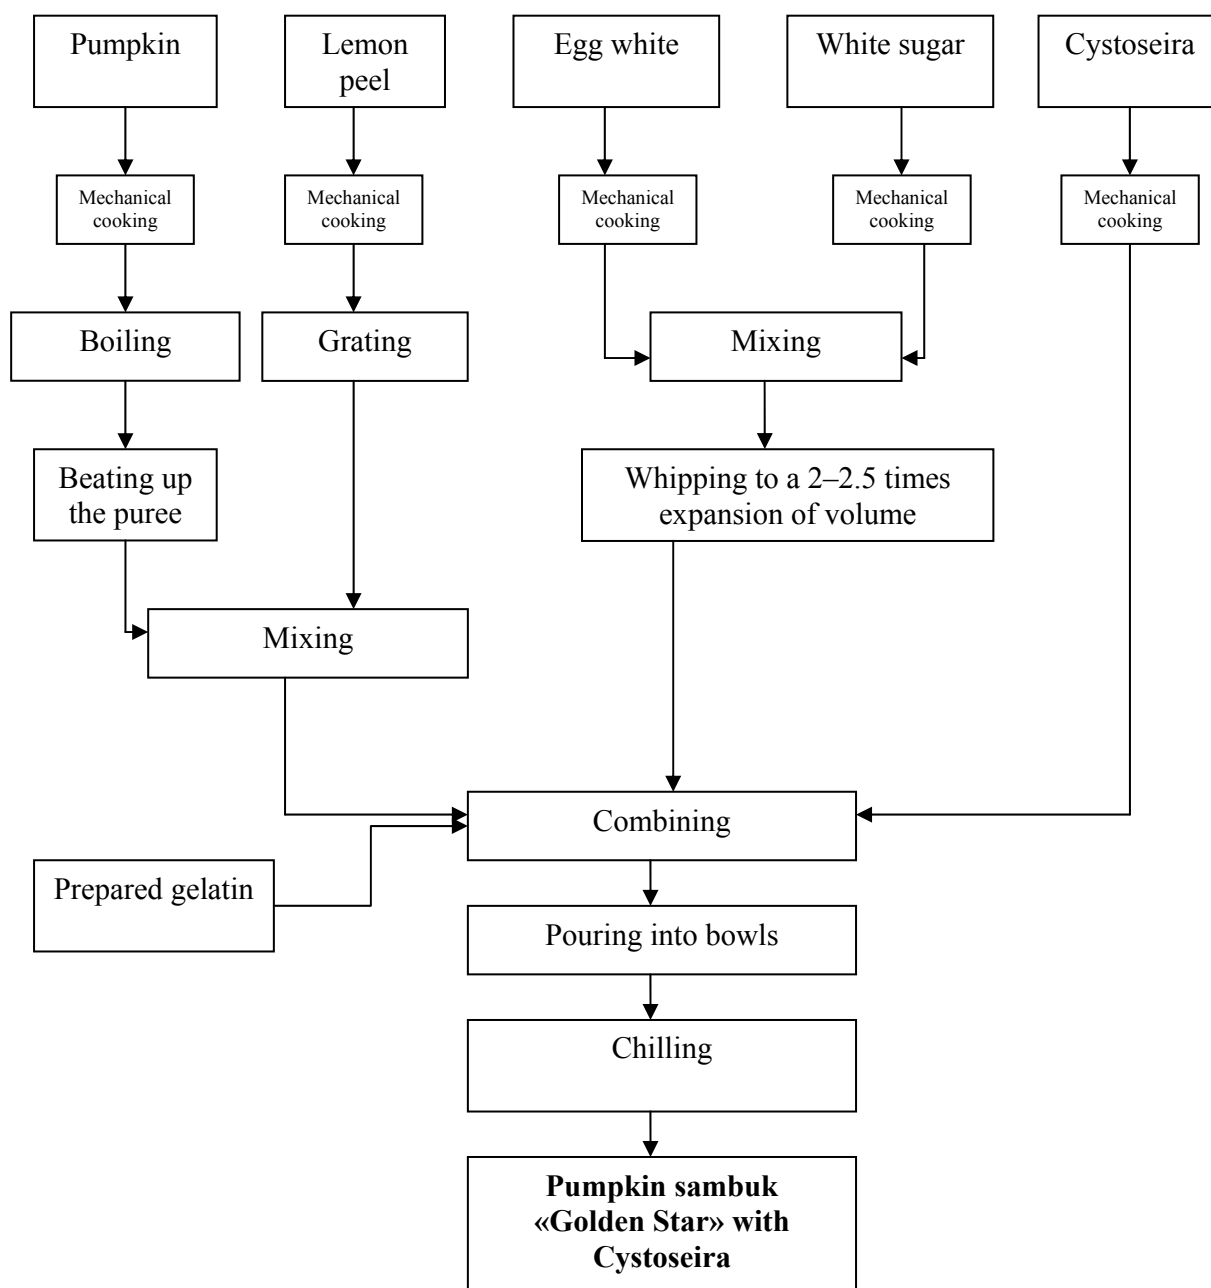 Pumpkin
Lemon
peel
Egg white
White sugar
Cystoseira
Mechanical
cooking
Mechanical
cooking
Mechanical
cooking
Mechanical
cooking
Mechanical
cooking
Boiling
Grating
Mixing
Beating up
the puree
Whipping to a 2–2.5 times
expansion of volume
Mixing
Combining
Prepared gelatin
Pouring into bowls
Chilling
Pumpkin sambuk
«Golden Star» with
Cystoseira